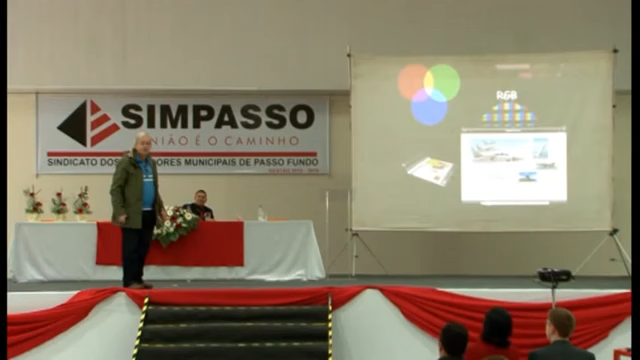 SIMPASSO
UNIÃO É O CAMINHO
SINDICATO DOS SERVIDORES MUNICIPAIS DE PASSO FUNDO
RGB